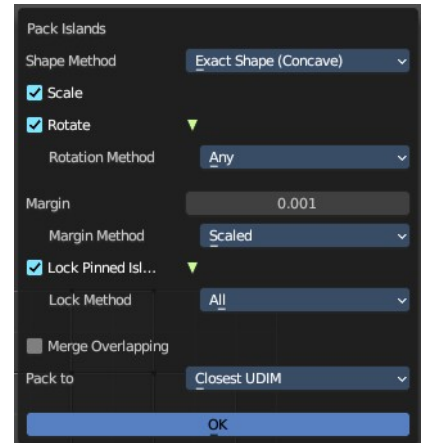 Pack Islands
Shape Method Exact Shape (Concave)
Scale
Rotate
Rotation Method Any
Margin 0.001
Margin Method Scaled
Lock Pinned Isl...
Lock Method All
Merge Overlapping
Pack to Closest UDIM
OK